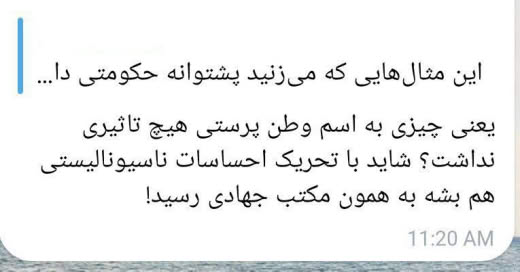 این مثال‌هایی که می‌زنید پشتوانه حکومتی دا...
یعنی چیزی به اسم وطن پرستی هیچ تاثیری
نداشت؟ شاید با تحریک احساسات ناسیونالیستی
هم بشه به همون مکتب جهادی رسید!
11:20 AM